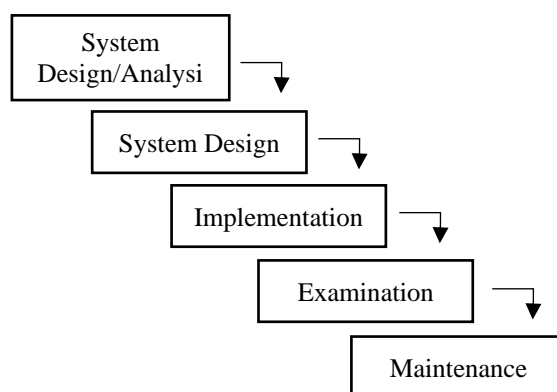 System
Design/Analysi
System Design
Implementation
Examination
Maintenance